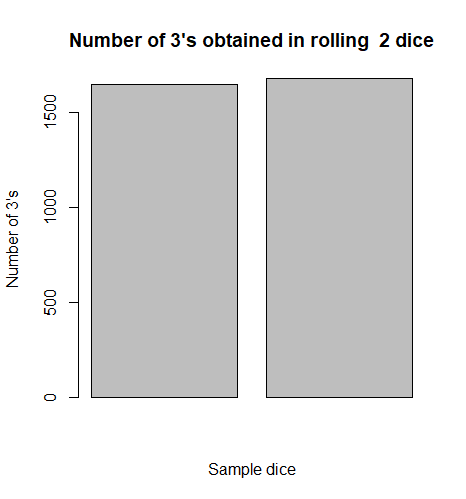 Number of 3's obtained in rolling  2 dice
Number of 3's
1500
1000
500
0
Sample dice